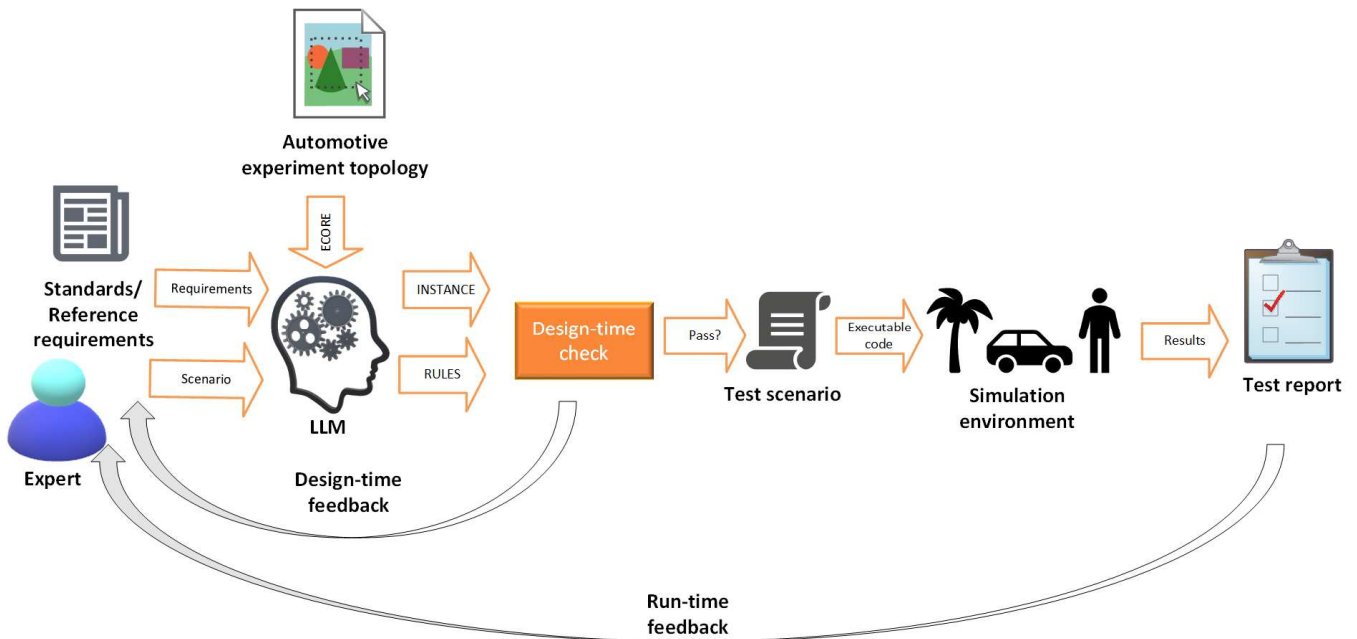 Automotive
experiment topology
ECORE
Standards/
Reference
requirements
Requirements
Scenario
Expert
LLM
INSTANCE
RULES
Design-time
check
Pass?
Test scenario
Executable
code
Simulation
environment
Results
Test report
Design-time
feedback
Run-time
feedback